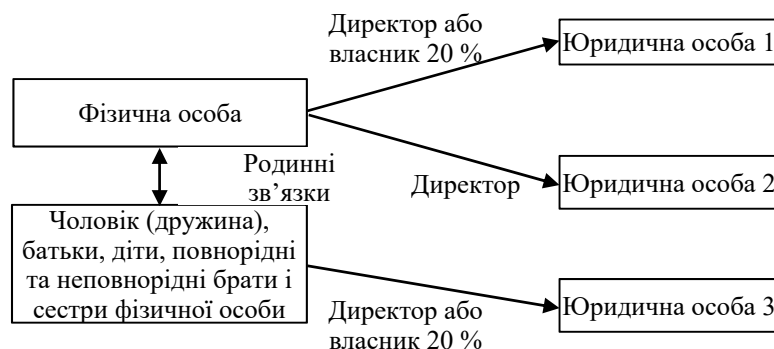 Директор або
власник 20 %
Юридична особа 1
Фізична особа
Родинні
зв’язки
Директор
Юридична особа 2
Чоловік (дружина),
батьки, діти, повнорідні
та неповнорідні брати і
сестри фізичної особи
Директор або
власник 20 %
Юридична особа 3